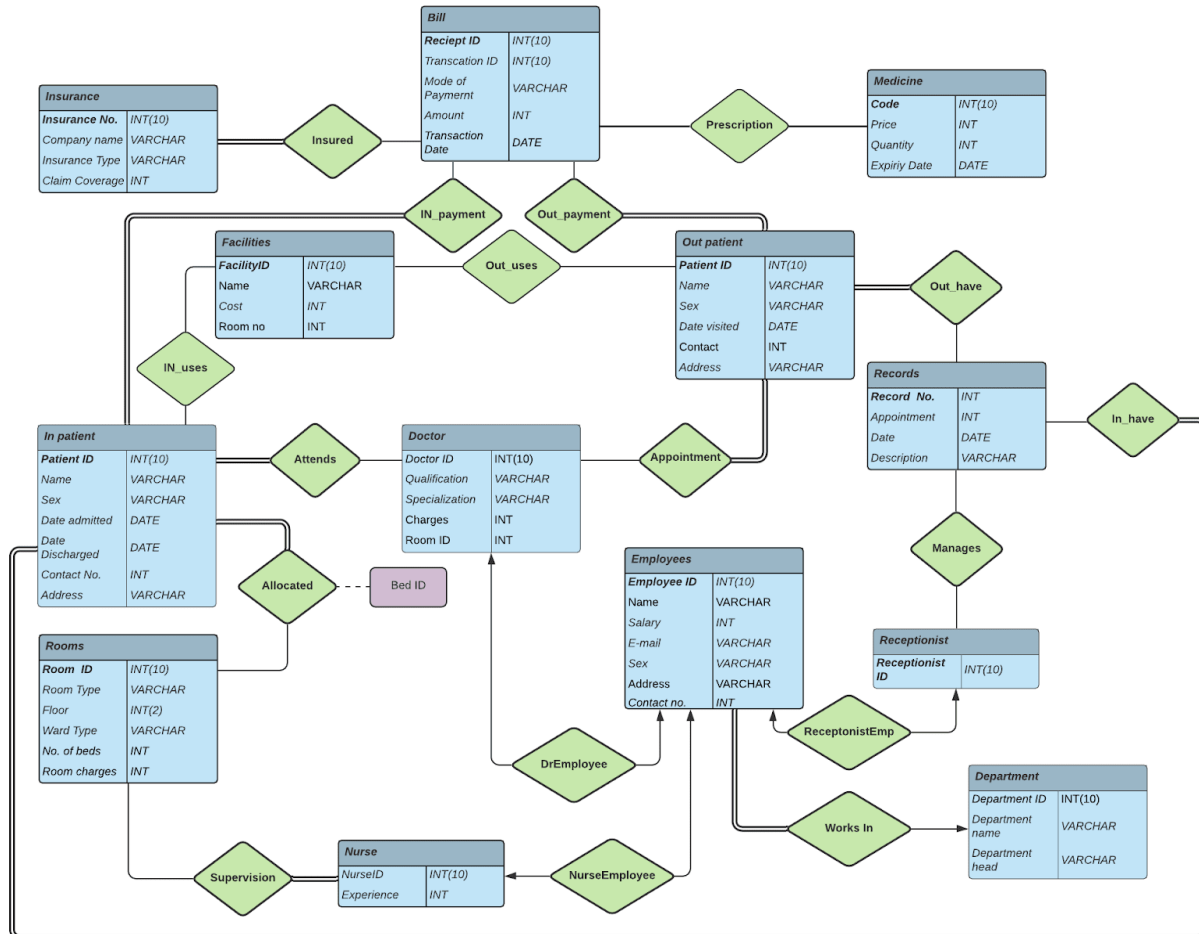 Bill
Reciept ID INT(10)
Transcation ID INT(10)
Mode of
Paymernt VARCHAR
Amount INT
Transaction
Date DATE
Insurance
Insurance No. INT(10)
Company name VARCHAR
Insurance Type VARCHAR
Claim Coverage INT
Insured
Prescription
Medicine
Code INT(10)
Price INT
Quantity INT
Expiriy Date DATE
IN_payment
Out_payment
Facilities
FacilityID INT(10)
Name VARCHAR
Cost INT
Room no INT
Out_uses
Out patient
Patient ID INT(10)
Name VARCHAR
Sex VARCHAR
Date visited DATE
Contact INT
Address VARCHAR
Out_have
IN_uses
Records
Record No. INT
Appointment INT
Date DATE
Description VARCHAR
In_have
In patient
Patient ID INT(10)
Name VARCHAR
Sex VARCHAR
Date admitted DATE
Date
Discharged DATE
Contact No. INT
Address VARCHAR
Attends
Doctor
Doctor ID INT(10)
Qualification VARCHAR
Specialization VARCHAR
Charges INT
Room ID INT
Appointment
Manages
Allocated
Bed ID
Employees
Employee ID INT(10)
Name VARCHAR
Salary INT
E-mail VARCHAR
Sex VARCHAR
Address VARCHAR
Contact no. INT
Receptionist
Receptionist
ID INT(10)
Rooms
Room ID INT(10)
Room Type VARCHAR
Floor INT(2)
Ward Type VARCHAR
No. of beds INT
Room charges INT
ReceptonistEmp
DrEmployee
Department
Department ID INT(10)
Department
name VARCHAR
Department
head VARCHAR
Works In
Supervision
Nurse
NurseID INT(10)
Experience INT
NurseEmployee